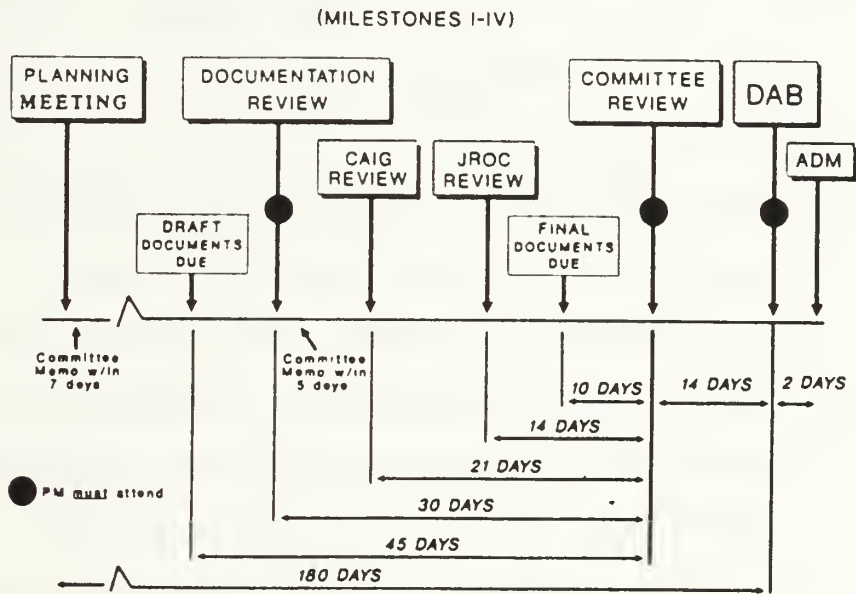 (MILESTONES I-IV)
PLANNING
MEETING
DOCUMENTATION
REVIEW
COMMITTEE
REVIEW
DAB
CAIG
REVIEW
JROC
REVIEW
ADM
DRAFT
DOCUMENTS
DUE
FINAL
DOCUMENTS
DUE
Committee
Memo w/in
7 days
Committee
Memo w/in
5 days
10 DAYS
14 DAYS
2 DAYS
14 DAYS
21 DAYS
PM must attend
30 DAYS
45 DAYS
180 DAYS